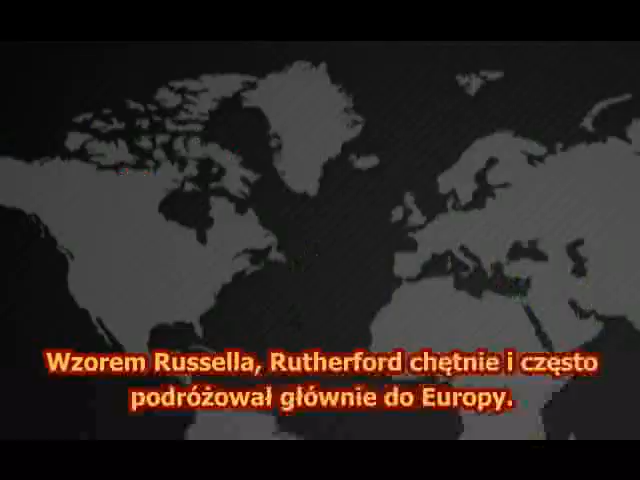 Wzorem Russella, Rutherford chętnie i często
podróżował głównie do Europy.